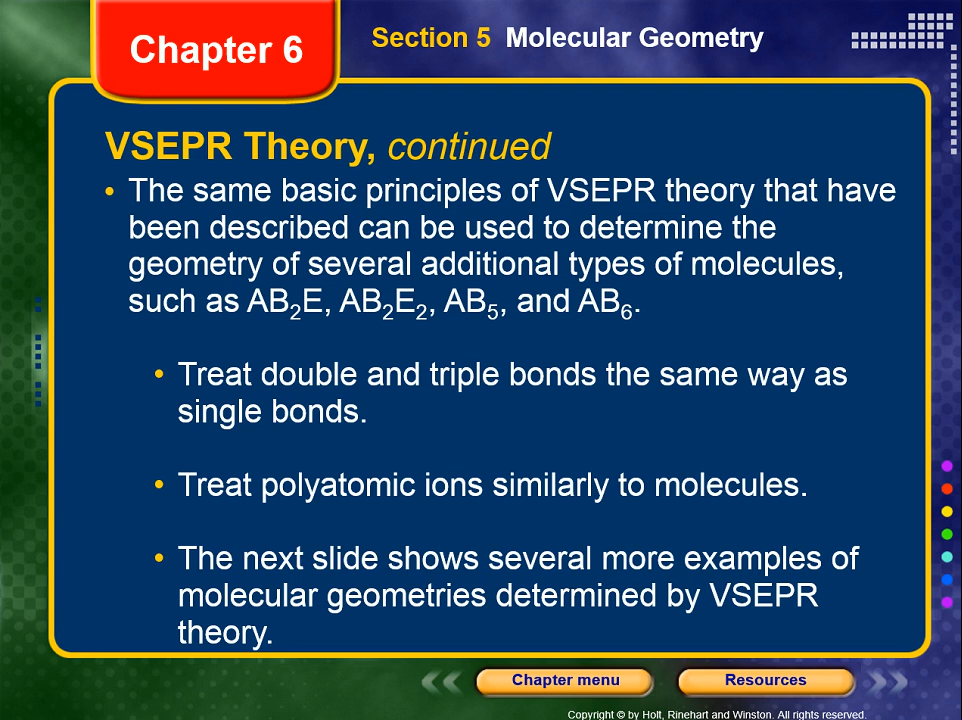 Chapter 6
Section 5 Molecular Geometry
VSEPR Theory, continued
• The same basic principles of VSEPR theory that have
been described can be used to determine the
geometry of several additional types of molecules,
such as AB₂E, AB₂E₂, AB₅, and AB₆.
• Treat double and triple bonds the same way as
single bonds.
• Treat polyatomic ions similarly to molecules.
• The next slide shows several more examples of
molecular geometries determined by VSEPR
theory.
Chapter menu
Resources
Copyright © by Holt, Rinehart and Winston. All rights reserved.